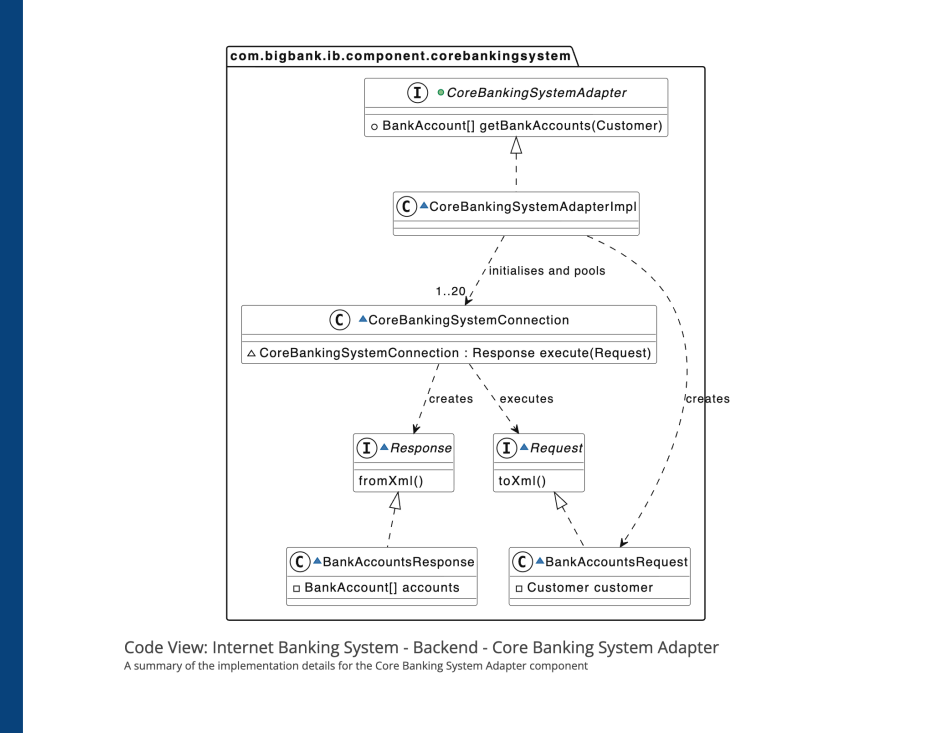 com.bigbank.ib.component.corebankingsystem
I CoreBankingSystemAdapter
BankAccount[] getBankAccounts(Customer)
C CoreBankingSystemAdapterImpl
initialises and pools
1..20
C CoreBankingSystemConnection
CoreBankingSystemConnection : Response execute(Request)
creates
executes
creates
I Response
fromXml()
I Request
toXml()
C BankAccountsResponse
BankAccount[] accounts
C BankAccountsRequest
Customer customer
Code View: Internet Banking System - Backend - Core Banking System Adapter
A summary of the implementation details for the Core Banking System Adapter component